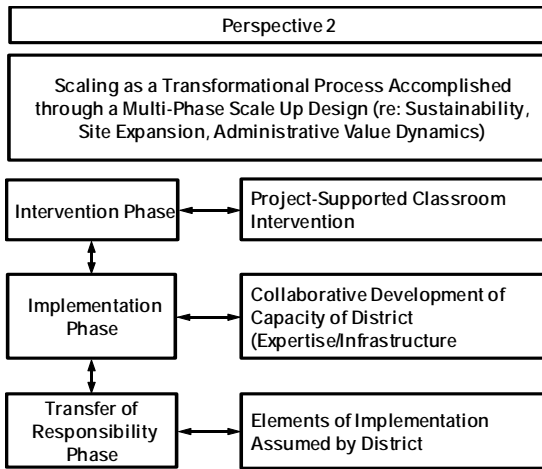 Perspective 2
Scaling as a Transformational Process Accomplished
through a Multi-Phase Scale Up Design (re: Sustainability,
Site Expansion, Administrative Value Dynamics)
Intervention Phase
Project-Supported Classroom
Intervention
Implementation
Phase
Collaborative Development of
Capacity of District
(Expertise/Infrastructure
Transfer of
Responsibility
Phase
Elements of Implementation
Assumed by District